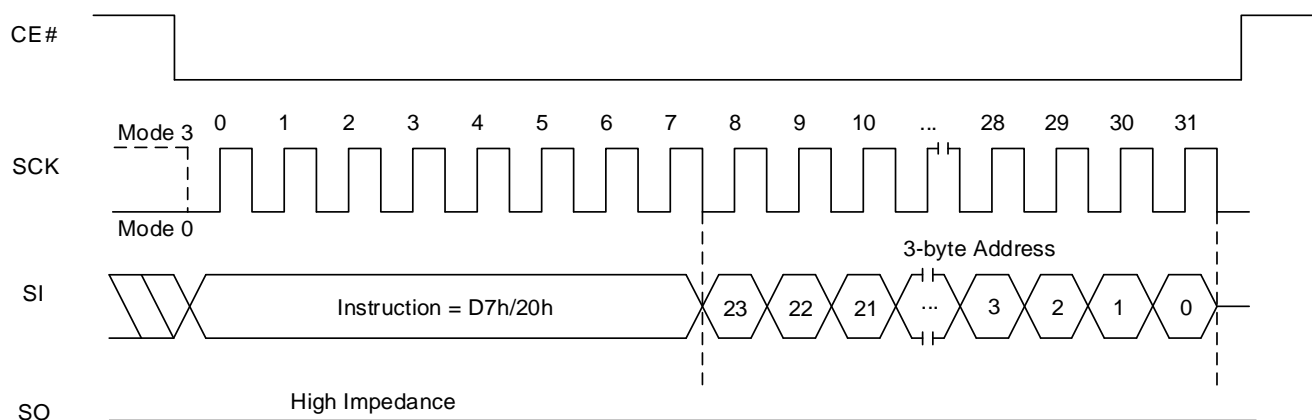 CE#
Mode 3 0 1 2 3 4 5 6 7 8 9 10 ... 28 29 30 31
SCK
Mode 0
3-byte Address
SI Instruction = D7h/20h 23 22 21 ... 3 2 1 0
High Impedance
SO